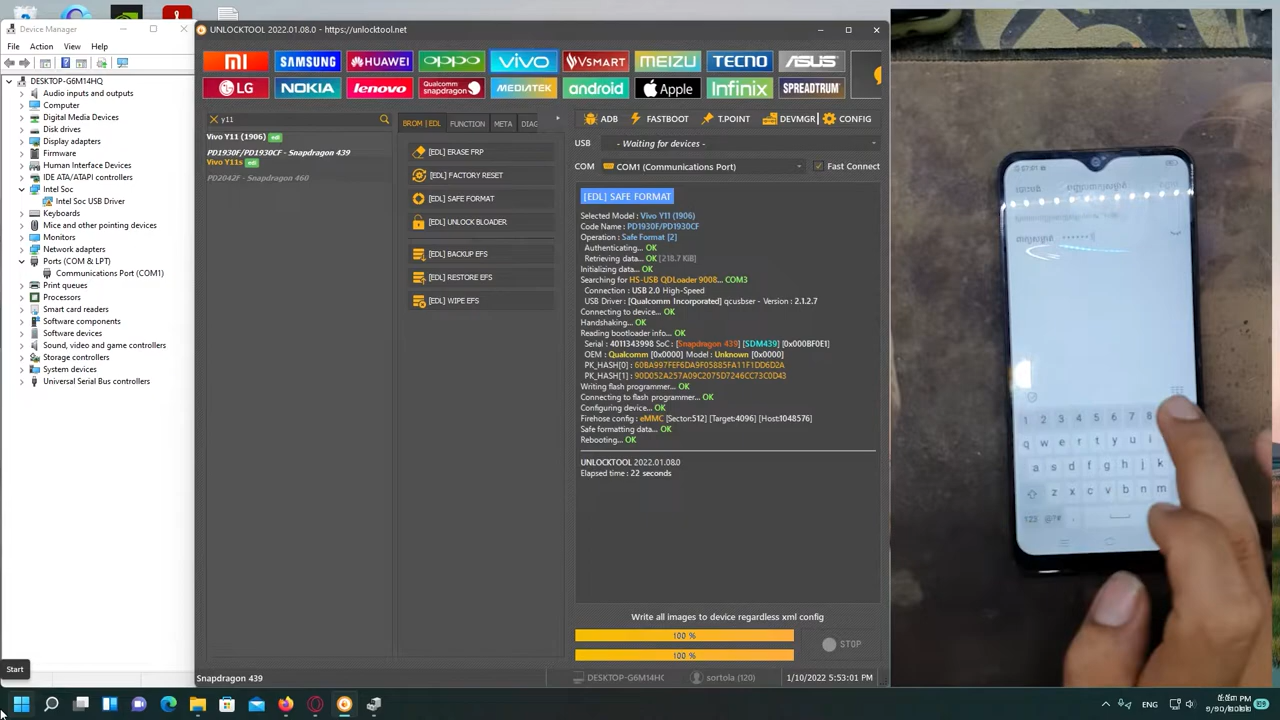 Device Manager
File Action View Help
DESKTOP-G6M14HQ
Audio inputs and outputs
Computer
Digital Media Devices
Disk drives
Display adapters
Firmware
Human Interface Devices
IDE ATA/ATAPI controllers
Intel Soc
Intel Soc USB Driver
Keyboards
Mice and other pointing devices
Monitors
Network adapters
Ports (COM & LPT)
Communications Port (COM1)
Print queues
Processors
Smart card readers
Software components
Software devices
Sound, video and game controllers
Storage controllers
System devices
Universal Serial Bus controllers
Start
UNLOCKTOOL 2022.01.08.0 - https://unlocktool.net
MI SAMSUNG HUAWEI oppo vivo VSMART MEIZU TECNO ASUS
LG NOKIA lenovo Qualcomm snapdragon MEDIATEK android Apple Infinix SPREADTRUM
y11
Vivo Y11 (1906) edl
PD1930F/PD1930CF - Snapdragon 439
Vivo Y11s edl
PD2042F - Snapdragon 460
BROM | EDL FUNCTION META DIAG
[EDL] ERASE FRP
[EDL] FACTORY RESET
[EDL] SAFE FORMAT
[EDL] UNLOCK BLOADER
[EDL] BACKUP EFS
[EDL] RESTORE EFS
[EDL] WIPE EFS
ADB FASTBOOT T.POINT DEVMGR CONFIG
USB - Waiting for devices -
COM COM1 (Communications Port) Fast Connect
[EDL] SAFE FORMAT
Selected Model : Vivo Y11 (1906)
Code Name : PD1930F/PD1930CF
Operation : Safe Format [2]
Authenticating... OK
Retrieving data... OK [218.7 KiB]
Initializing data... OK
Searching for HS-USB QDLoader 9008... COM3
Connection : USB 2.0 High-Speed
USB Driver : [Qualcomm Incorporated] qcusbser - Version : 2.1.2.7
Connecting to device... OK
Handshaking... OK
Reading bootloader info... OK
Serial : 4011343998 SoC : [Snapdragon 439] [SDM439] [0x000BF0E1]
OEM : Qualcomm [0x0000] Model : Unknown [0x0000]
PK_HASH[0] : 60BA997FEF6DA9F05885FA11F1DD6D2A
PK_HASH[1] : 90D052A257A09C2075D7246CC73C0D43
Writing flash programmer... OK
Connecting to flash programmer... OK
Configuring device... OK
Firehose config : eMMC [Sector:512] [Target:4096] [Host:1048576]
Safe formatting data... OK
Rebooting... OK
UNLOCKTOOL 2022.01.08.0
Elapsed time : 22 seconds
Write all images to device regardless xml config
100 %
100 %
STOP
Snapdragon 439 DESKTOP-G6M14HQ sortola (120) 1/10/2022 5:53:01 PM
ENG
1 2 3 4 5 6 7 8
q w e r t y u i
a s d f g h j k
z x c v b n m
123 @?#